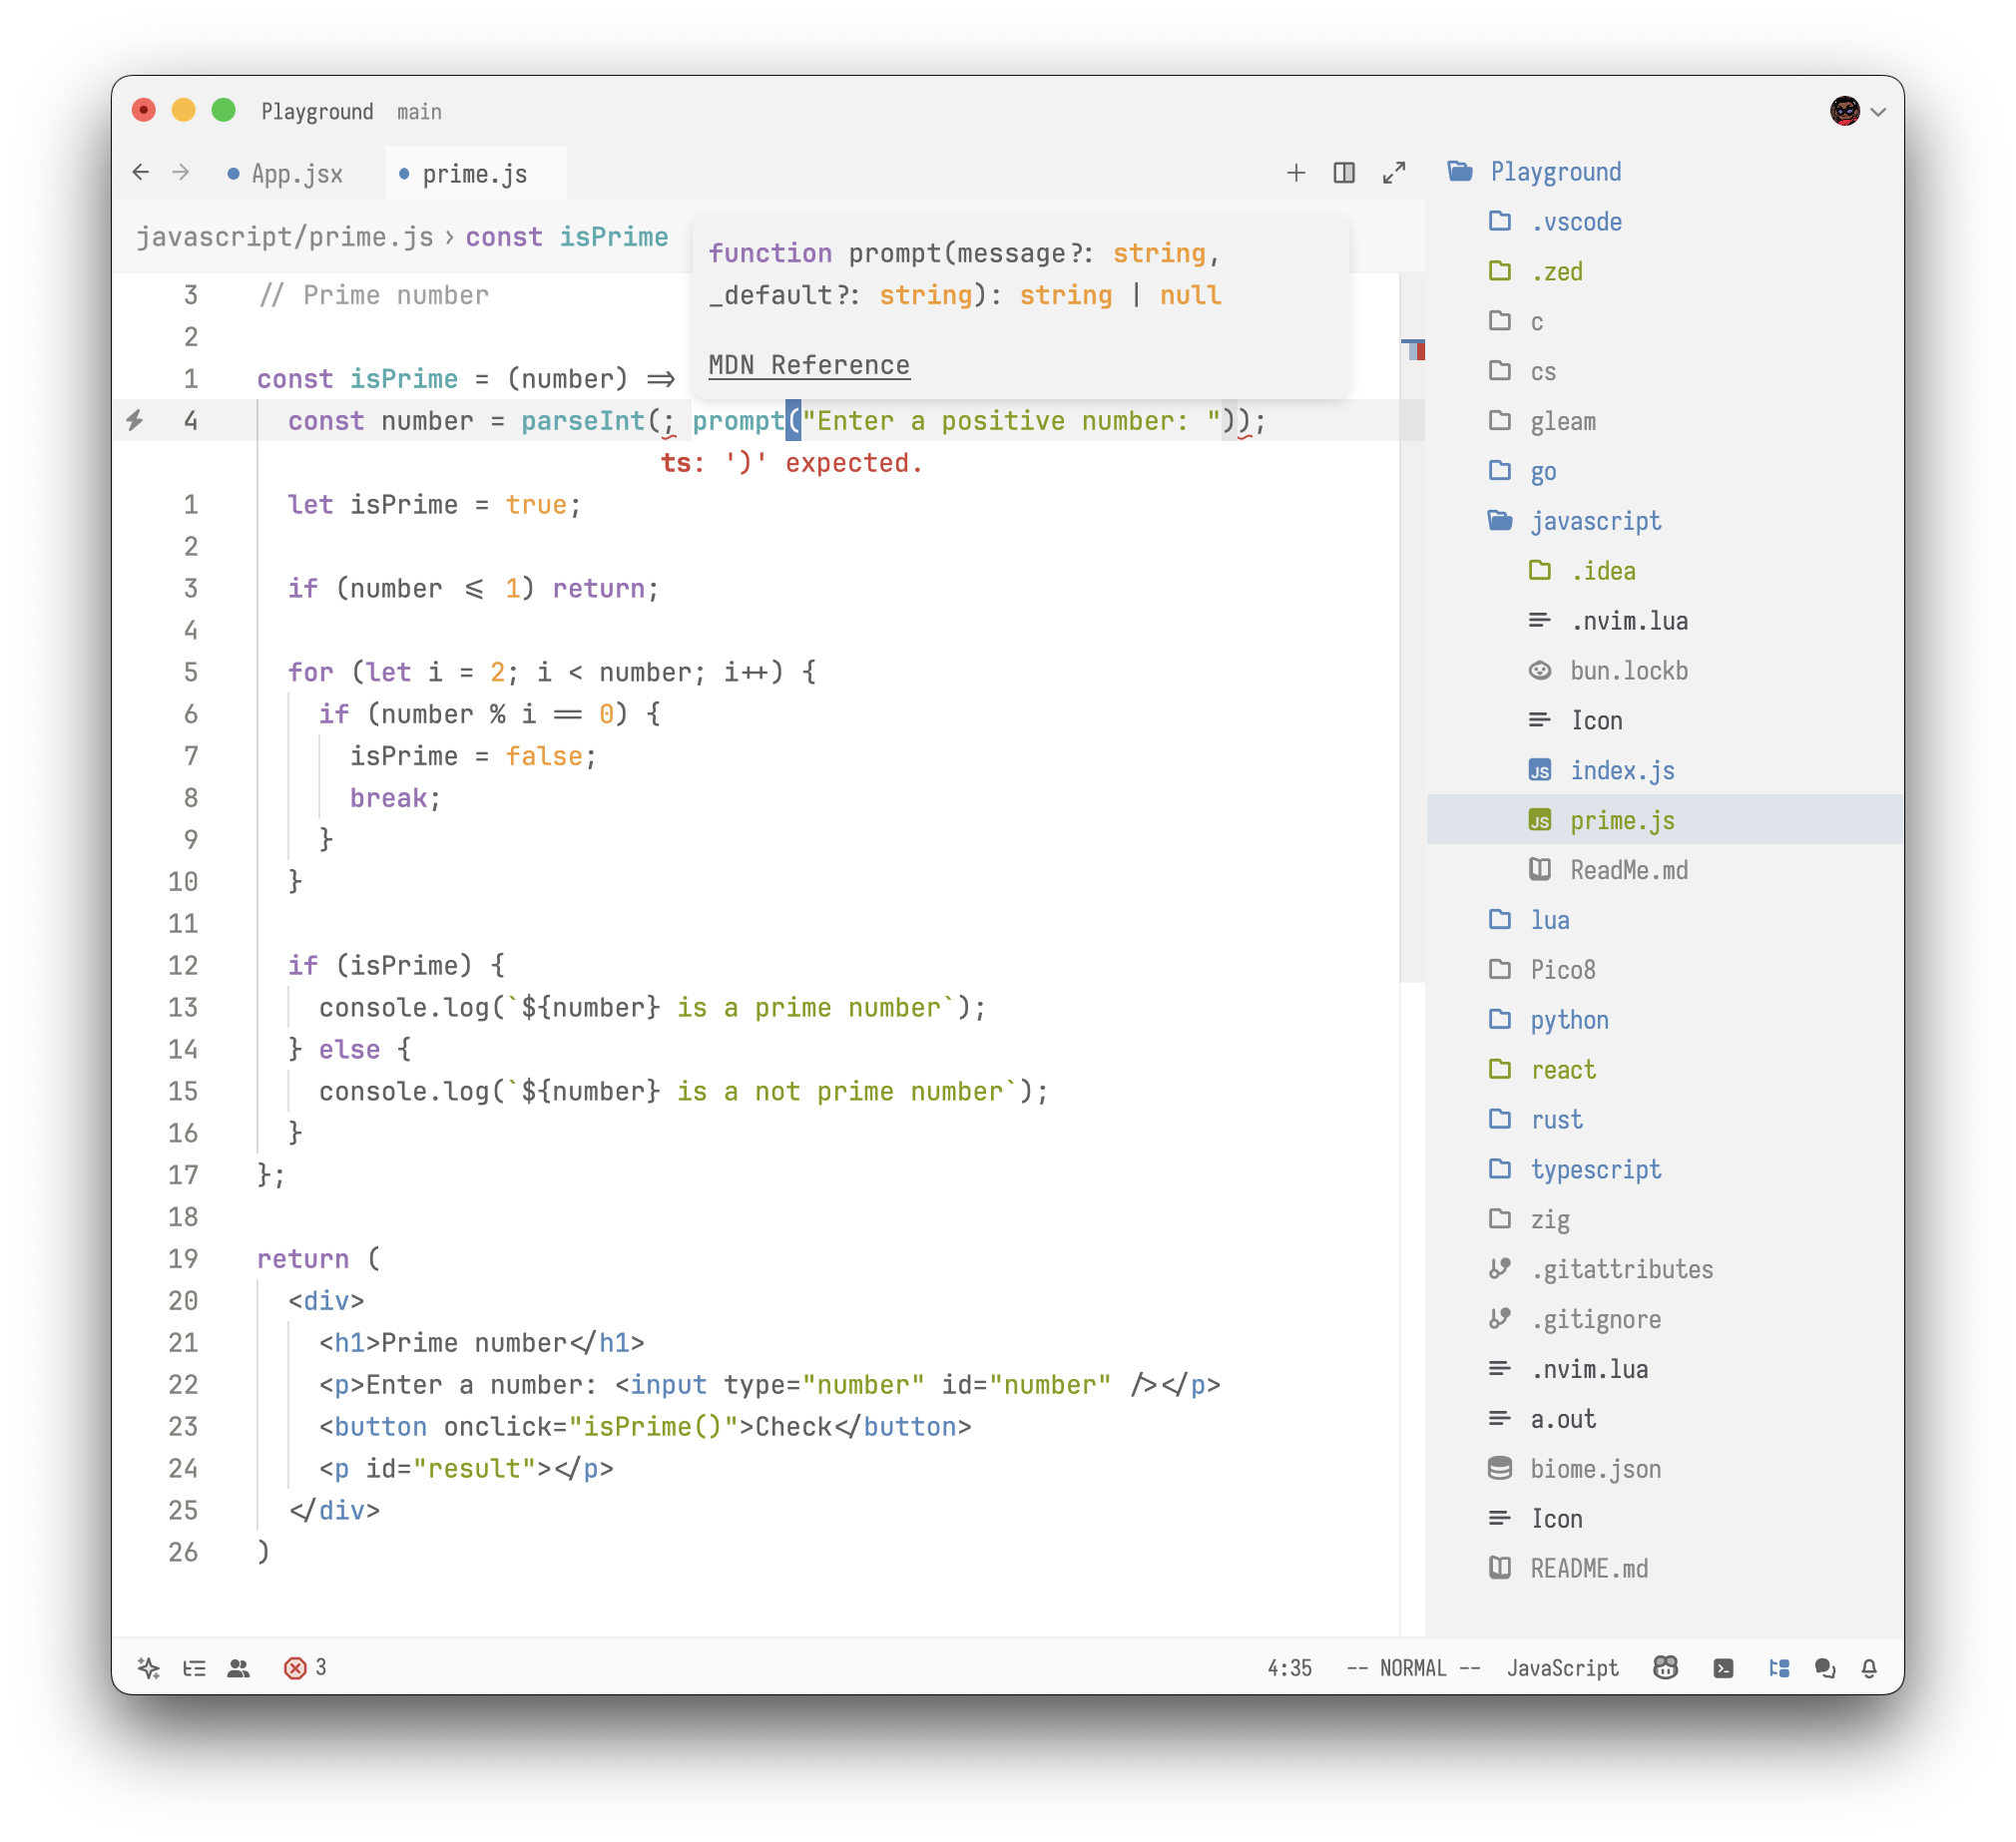 Playground main
App.jsx
prime.js
javascript/prime.js › const isPrime
function prompt(message?: string,
_default?: string): string | null
MDN Reference
3 // Prime number
2
1 const isPrime = (number) =>
4 const number = parseInt(; prompt("Enter a positive number: "));
ts: ')' expected.
1 let isPrime = true;
2
3 if (number <= 1) return;
4
5 for (let i = 2; i < number; i++) {
6 if (number % i == 0) {
7 isPrime = false;
8 break;
9 }
10 }
11
12 if (isPrime) {
13 console.log(`${number} is a prime number`);
14 } else {
15 console.log(`${number} is a not prime number`);
16 }
17 };
18
19 return (
20 <div>
21 <h1>Prime number</h1>
22 <p>Enter a number: <input type="number" id="number" /></p>
23 <button onclick="isPrime()">Check</button>
24 <p id="result"></p>
25 </div>
26 )
Playground
.vscode
.zed
c
cs
gleam
go
javascript
.idea
.nvim.lua
bun.lockb
Icon
JS index.js
JS prime.js
ReadMe.md
lua
Pico8
python
react
rust
typescript
zig
.gitattributes
.gitignore
.nvim.lua
a.out
biome.json
Icon
README.md
3
4:35 -- NORMAL -- JavaScript